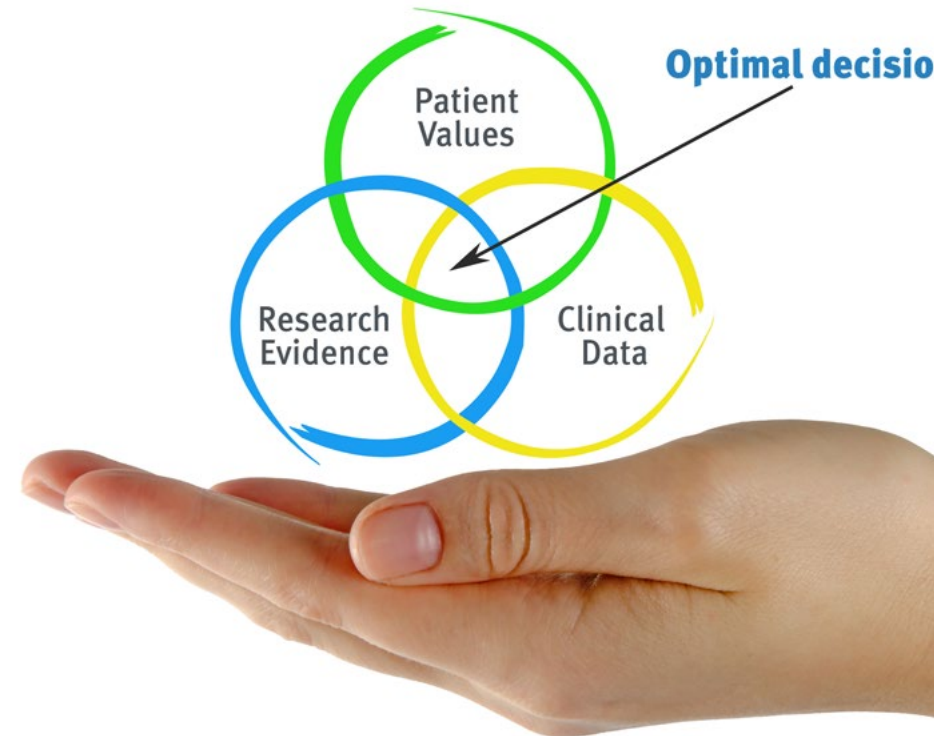 Optimal decisio
Patient
Values
Research
Evidence
Clinical
Data